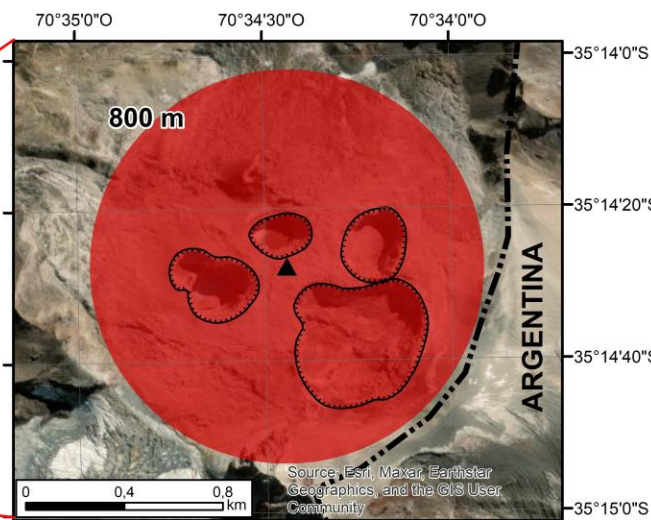 70°35'0"O
70°34'30"O
70°34'0"O
35°14'0"S
800 m
35°14'20"S
ARGENTINA
35°14'40"S
Source: Esri, Maxar, Earthstar
Geographics, and the GIS User
Community
0 0,4 0,8
km
35°15'0"S